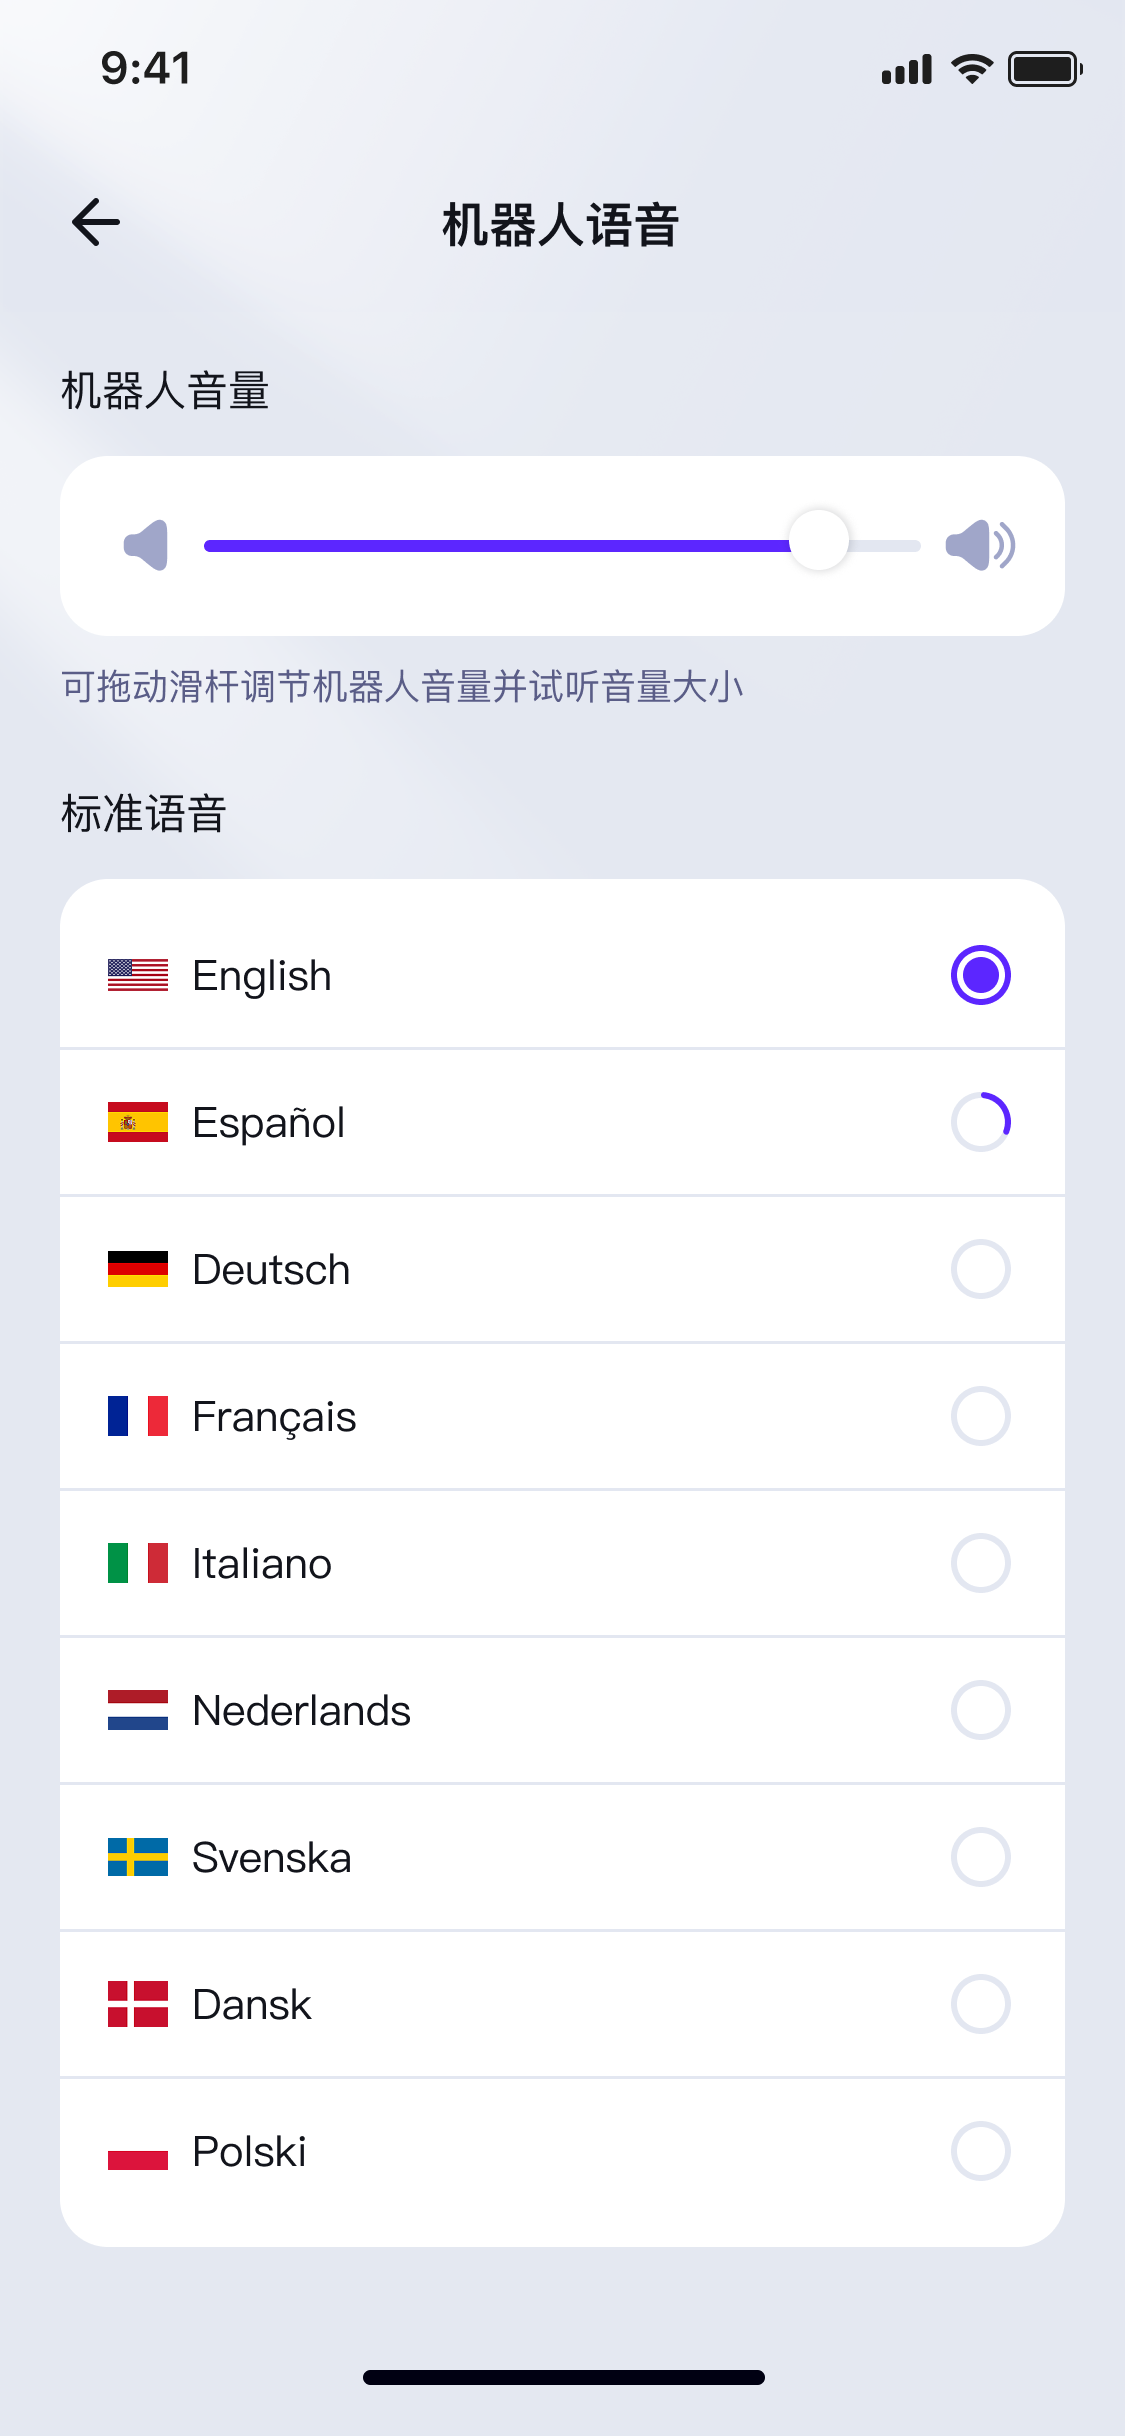 9:41
机器人语音
机器人音量
可拖动滑杆调节机器人音量并试听音量大小
标准语音
English
Español
Deutsch
Français
Italiano
Nederlands
Svenska
Dansk
Polski